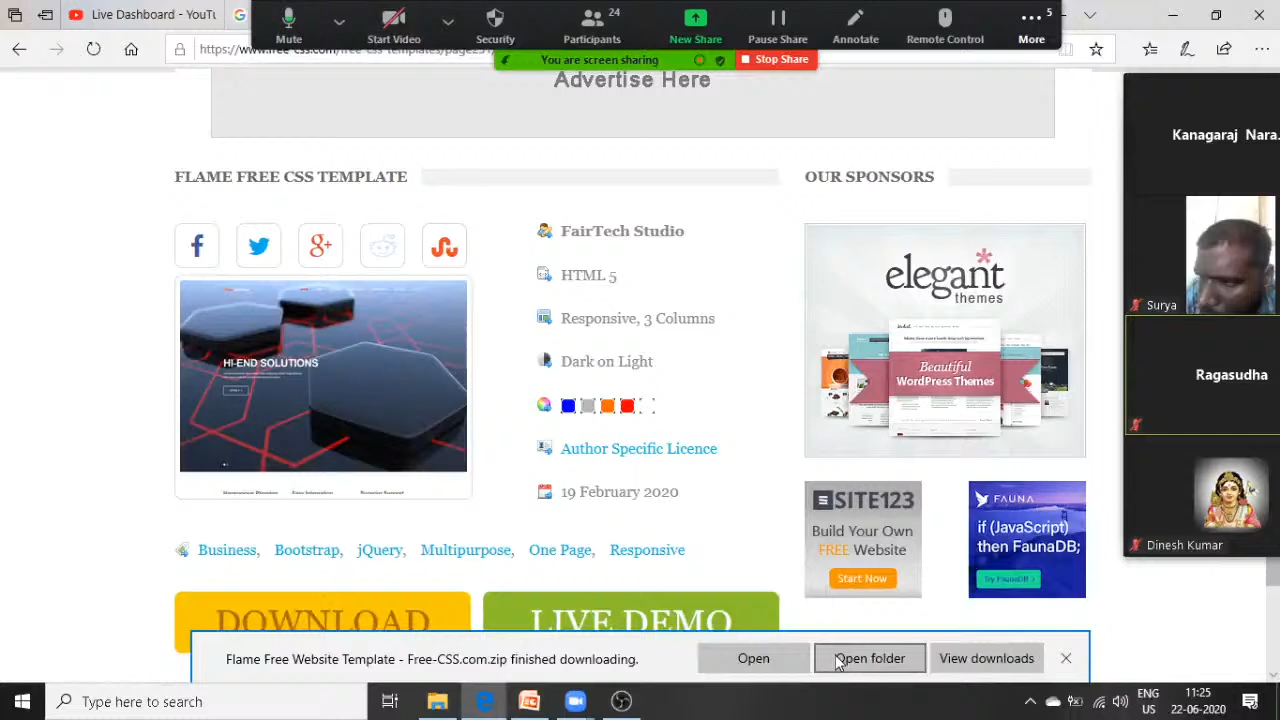 Live Dashboard - YouTu
24
5
Mute
Start Video
Security
Participants
New Share
Pause Share
Annotate
Remote Control
More
You are screen sharing
Stop Share
Advertise Here
FLAME FREE CSS TEMPLATE
OUR SPONSORS
FairTech Studio
HTML 5
Responsive, 3 Columns
Dark on Light
Author Specific Licence
19 February 2020
HI-END SOLUTIONS
Business, Bootstrap, jQuery, Multipurpose, One Page, Responsive
DOWNLOAD
LIVE DEMO
elegant
themes
Beautiful
WordPress Themes
SITE123
Build Your Own
FREE Website
Start Now
FAUNA
if (JavaScript)
then FaunaDB;
Try FaunaDB
Kanagaraj Nara.
Surya
Ragasudha
Dinesh Kumar
Flame Free Website Template - Free-CSS.com.zip finished downloading.
Open
Open folder
View downloads
Type here to search
ENG
US
11:25
22-06-2020